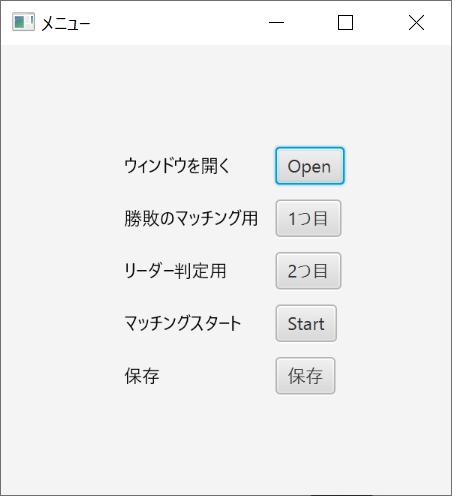 メニュー
ウィンドウを開く Open
勝敗のマッチング用 1つ目
リーダー判定用 2つ目
マッチングスタート Start
保存 保存